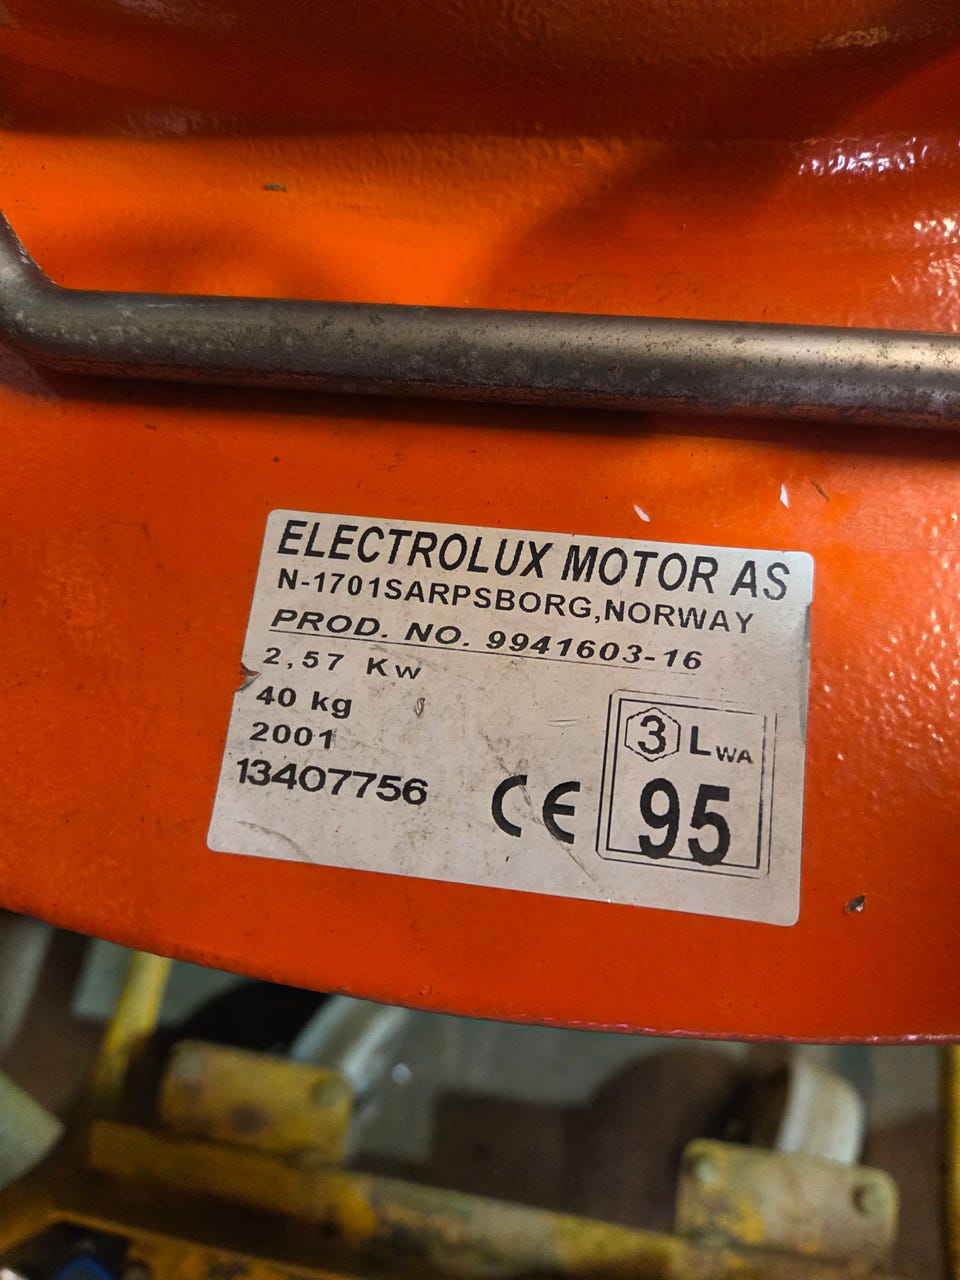 ELECTROLUX MOTOR AS
N-1701SARPSBORG,NORWAY
PROD. NO. 9941603-16
2,57 Kw
40 kg
2001
13407756
CE
3 LWA
95